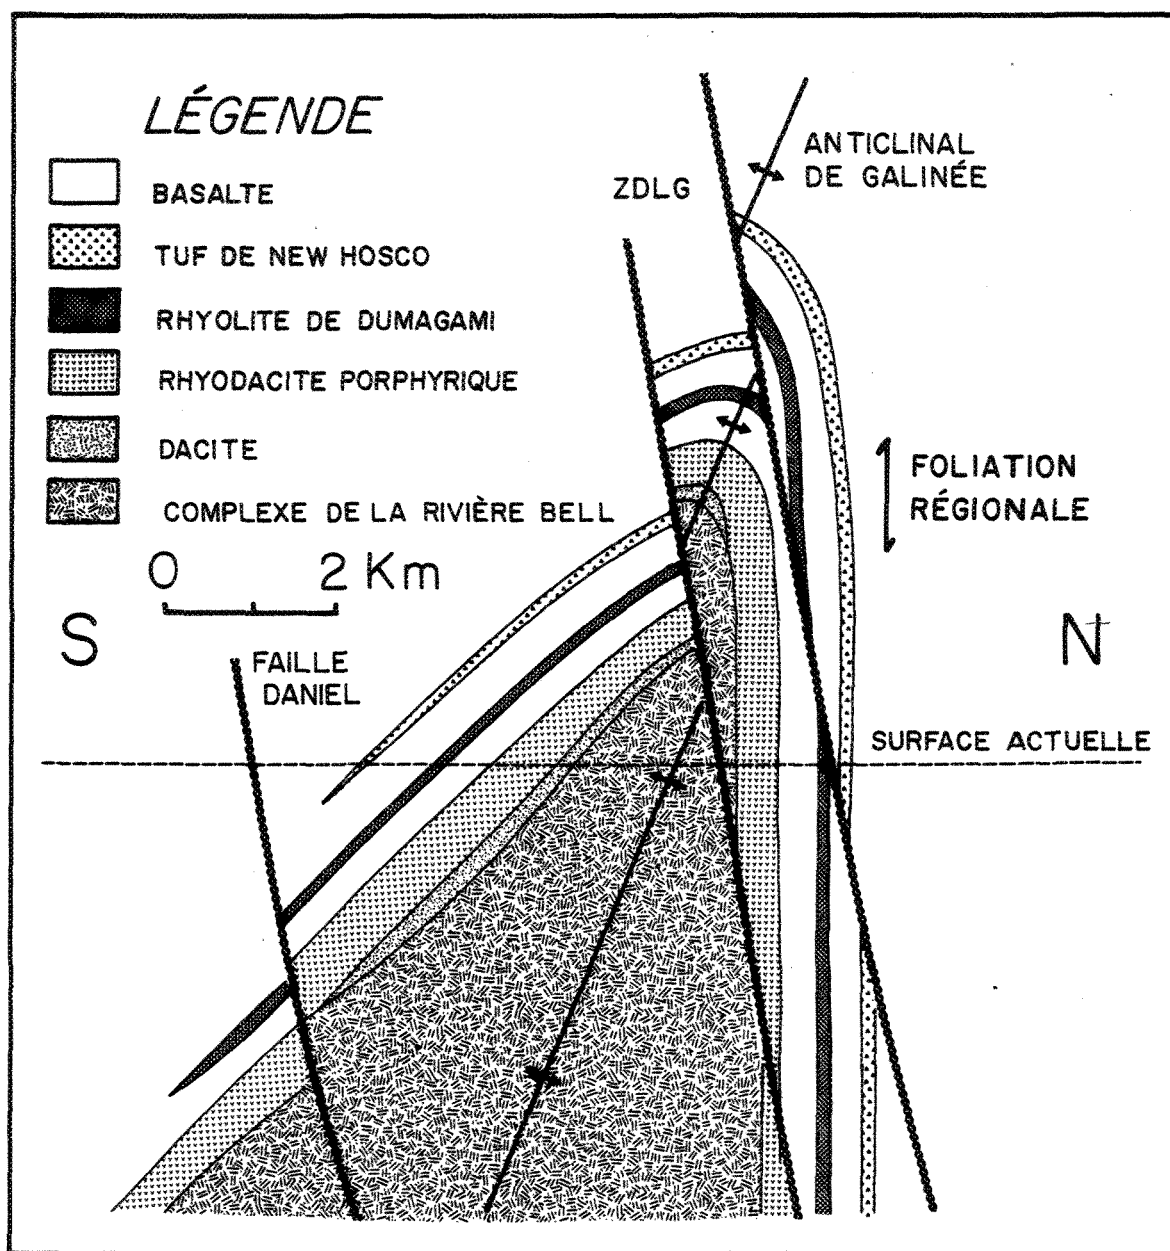 LÉGENDE
BASALTE
TUF DE NEW HOSCO
RHYOLITE DE DUMAGAMI
RHYODACITE PORPHYRIQUE
DACITE
COMPLEXE DE LA RIVIÈRE BELL
0 2 Km
S
FAILLE
DANIEL
ZDLG
ANTICLINAL
DE GALINÉE
FOLIATION
RÉGIONALE
N
SURFACE ACTUELLE